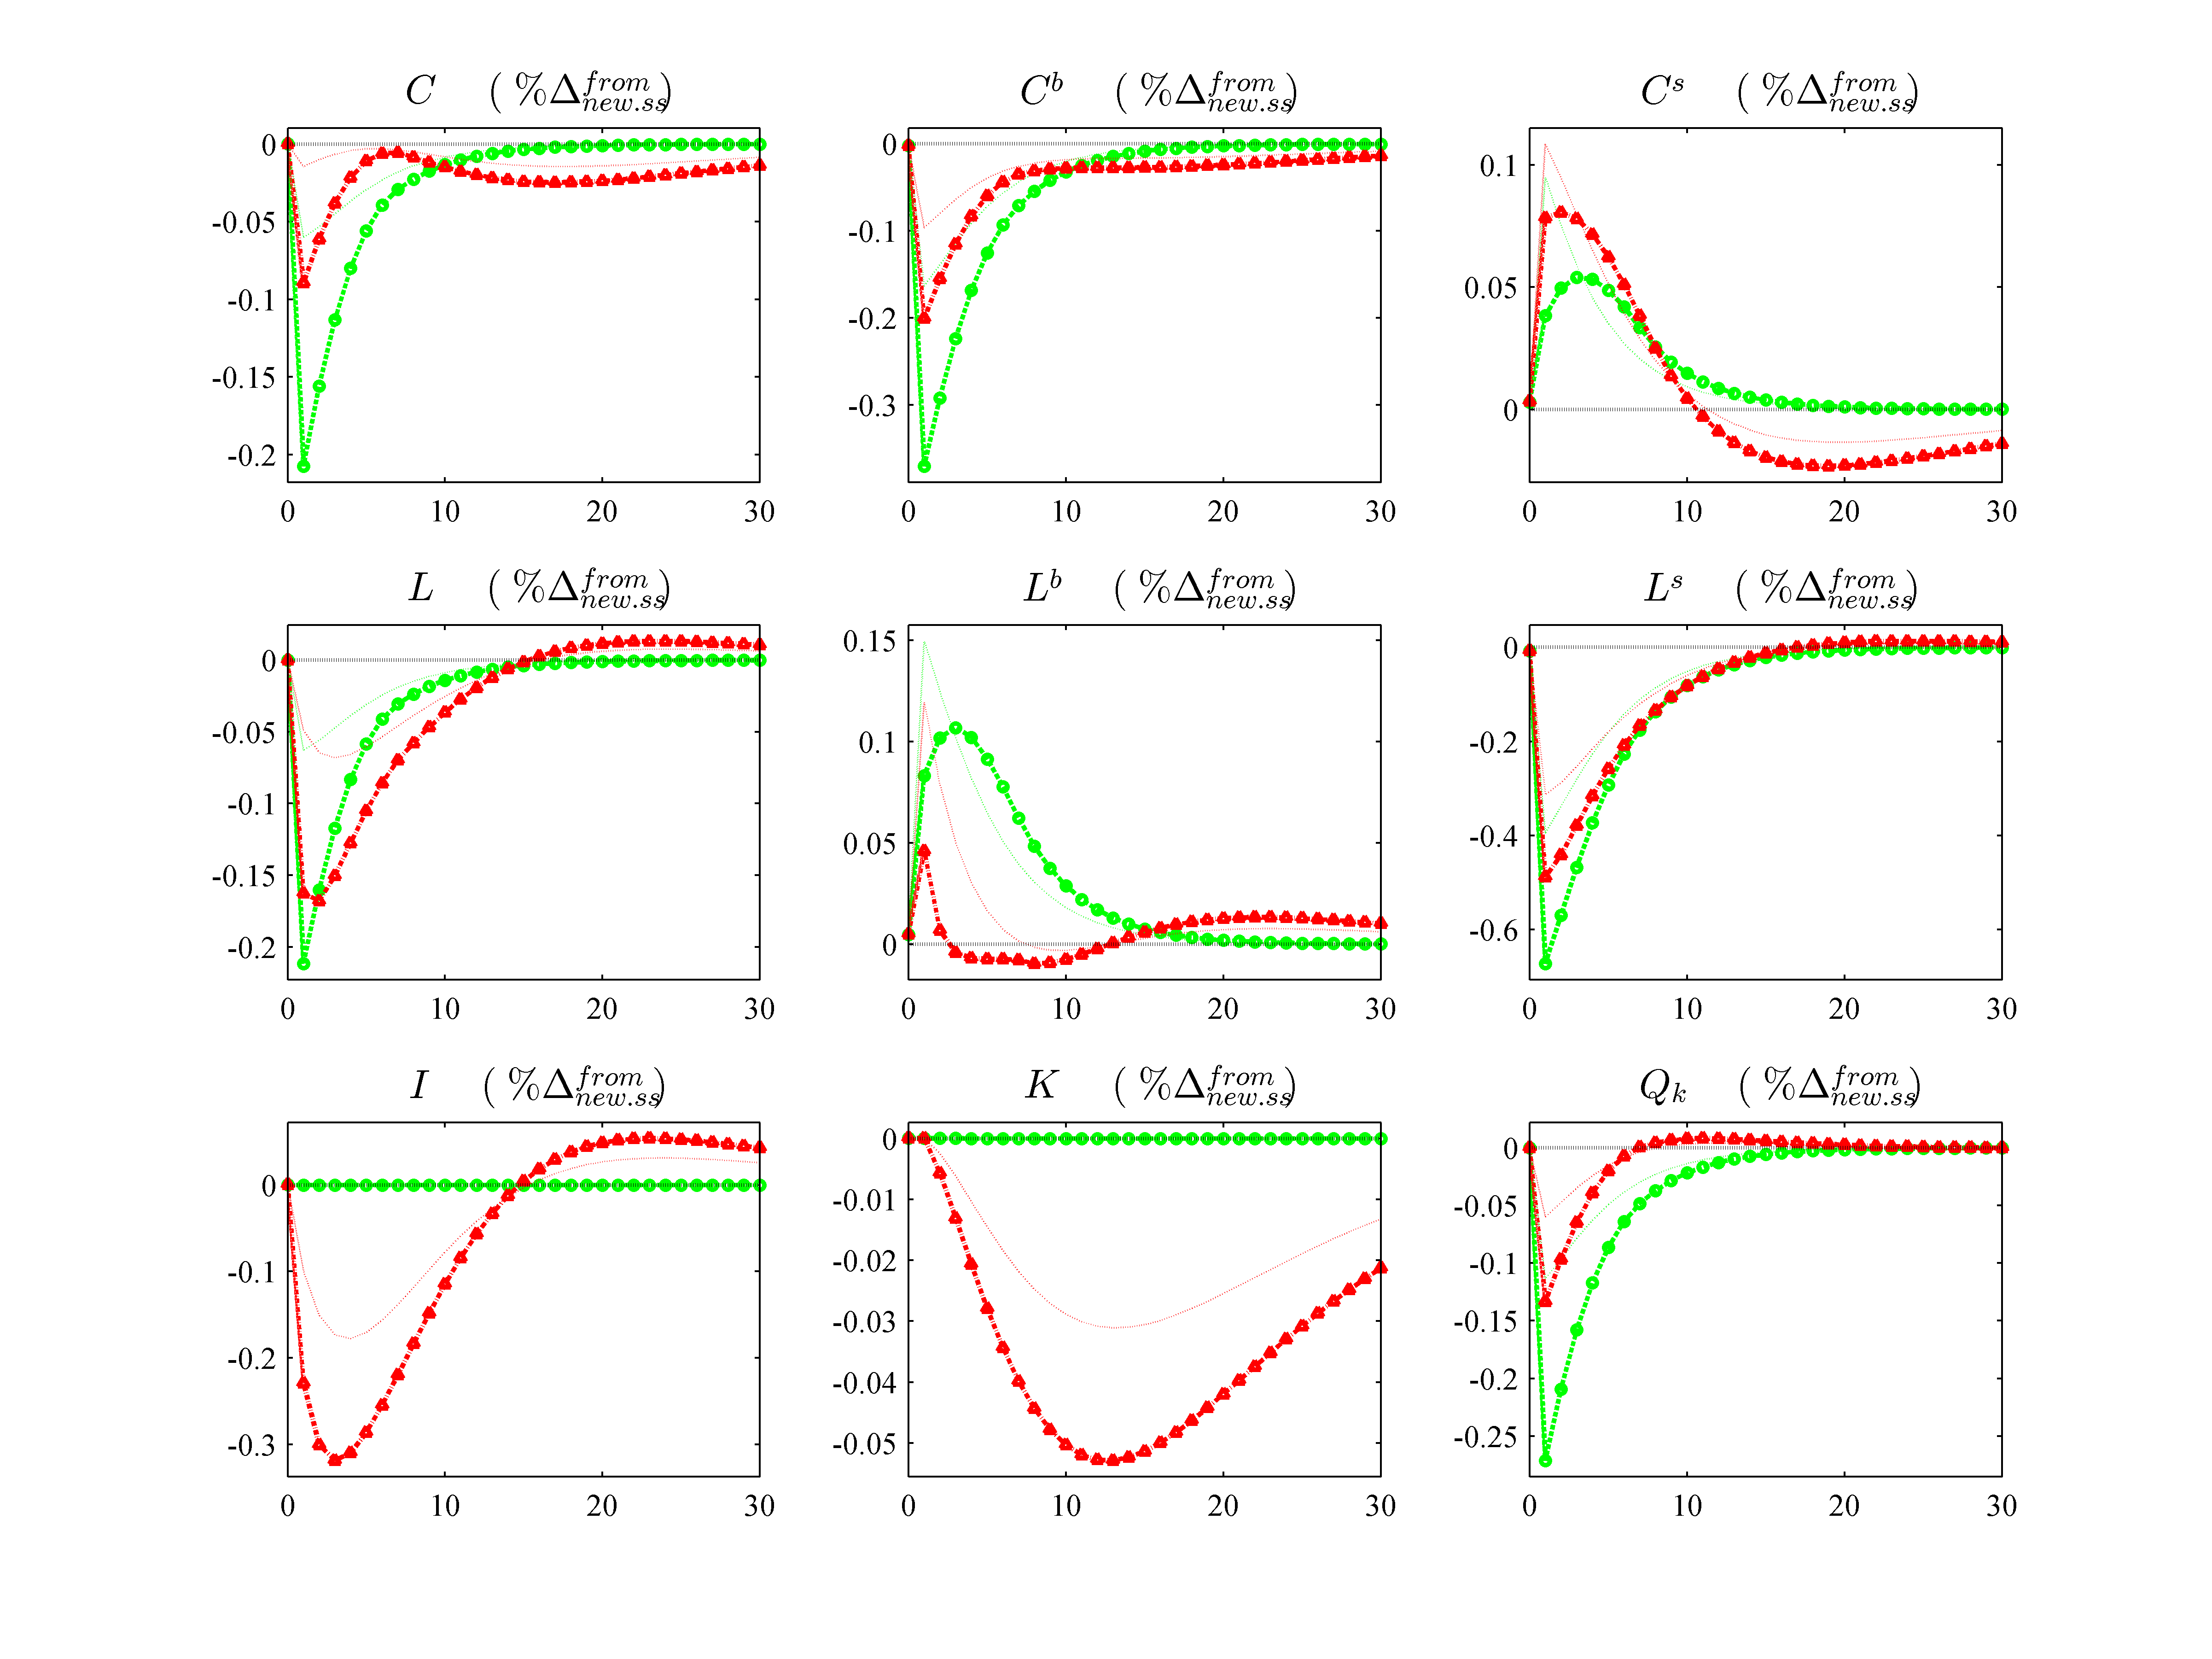 C ( %Δ^{from}_{new.ss})
C^b ( %Δ^{from}_{new.ss})
C^s ( %Δ^{from}_{new.ss})
0
-0.05
-0.1
-0.15
-0.2
0 10 20 30
0
-0.1
-0.2
-0.3
0 10 20 30
0.1
0.05
0
0 10 20 30
L ( %Δ^{from}_{new.ss})
L^b ( %Δ^{from}_{new.ss})
L^s ( %Δ^{from}_{new.ss})
0
-0.05
-0.1
-0.15
-0.2
0 10 20 30
0.15
0.1
0.05
0
0 10 20 30
0
-0.2
-0.4
-0.6
0 10 20 30
I ( %Δ^{from}_{new.ss})
K ( %Δ^{from}_{new.ss})
Q_k ( %Δ^{from}_{new.ss})
0
-0.1
-0.2
-0.3
0 10 20 30
0
-0.01
-0.02
-0.03
-0.04
-0.05
0 10 20 30
0
-0.05
-0.1
-0.15
-0.2
-0.25
0 10 20 30